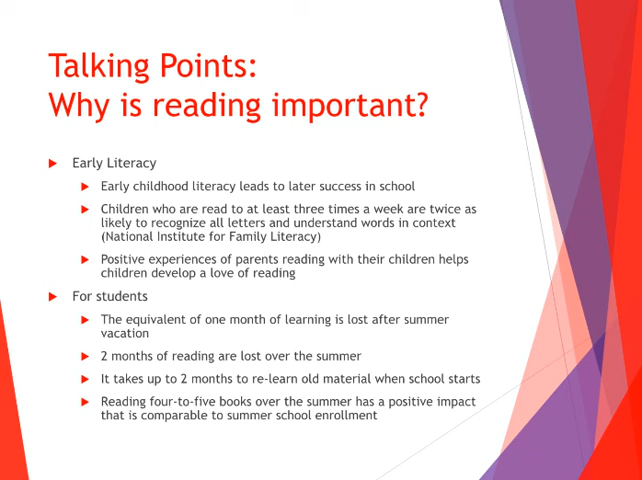 Talking Points:
Why is reading important?
Early Literacy
Early childhood literacy leads to later success in school
Children who are read to at least three times a week are twice as
likely to recognize all letters and understand words in context
(National Institute for Family Literacy)
Positive experiences of parents reading with their children helps
children develop a love of reading
For students
The equivalent of one month of learning is lost after summer
vacation
2 months of reading are lost over the summer
It takes up to 2 months to re-learn old material when school starts
Reading four-to-five books over the summer has a positive impact
that is comparable to summer school enrollment